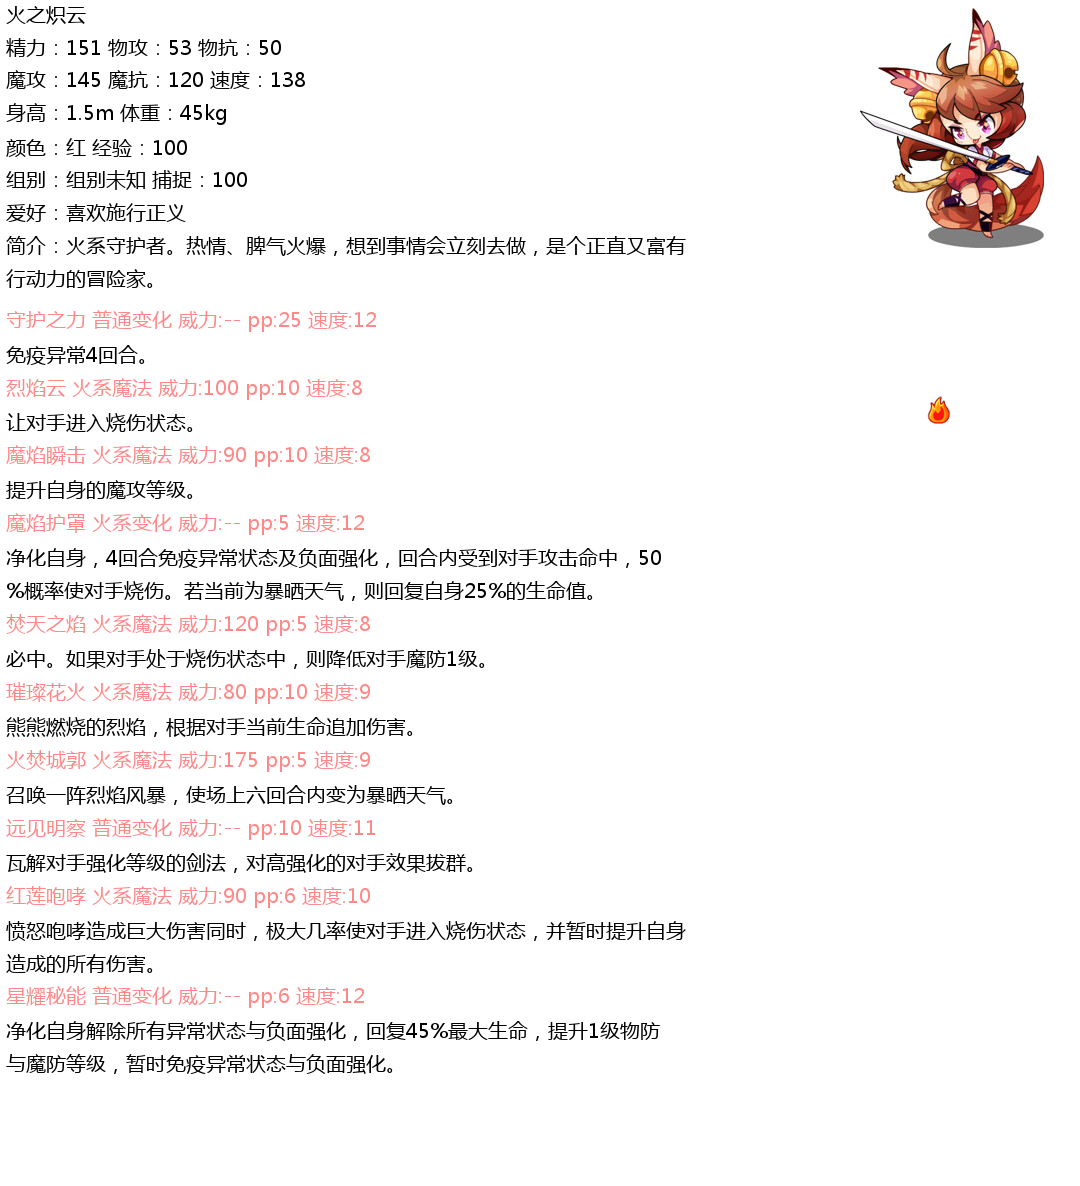 火之炽云
精力：151 物攻：53 物抗：50
魔攻：145 魔抗：120 速度：138
身高：1.5m 体重：45kg
颜色：红 经验：100
组别：组别未知 捕捉：100
爱好：喜欢施行正义
简介：火系守护者。热情、脾气火爆，想到事情会立刻去做，是个正直又富有
行动力的冒险家。
守护之力 普通变化 威力:-- pp:25 速度:12
免疫异常4回合。
烈焰云 火系魔法 威力:100 pp:10 速度:8
让对手进入烧伤状态。
魔焰瞬击 火系魔法 威力:90 pp:10 速度:8
提升自身的魔攻等级。
魔焰护罩 火系变化 威力:-- pp:5 速度:12
净化自身，4回合免疫异常状态及负面强化，回合内受到对手攻击命中，50
%概率使对手烧伤。若当前为暴晒天气，则回复自身25%的生命值。
焚天之焰 火系魔法 威力:120 pp:5 速度:8
必中。如果对手处于烧伤状态中，则降低对手魔防1级。
璀璨花火 火系魔法 威力:80 pp:10 速度:9
熊熊燃烧的烈焰，根据对手当前生命追加伤害。
火焚城郭 火系魔法 威力:175 pp:5 速度:9
召唤一阵烈焰风暴，使场上六回合内变为暴晒天气。
远见明察 普通变化 威力:-- pp:10 速度:11
瓦解对手强化等级的剑法，对高强化的对手效果拔群。
红莲咆哮 火系魔法 威力:90 pp:6 速度:10
愤怒咆哮造成巨大伤害同时，极大几率使对手进入烧伤状态，并暂时提升自身
造成的所有伤害。
星耀秘能 普通变化 威力:-- pp:6 速度:12
净化自身解除所有异常状态与负面强化，回复45%最大生命，提升1级物防
与魔防等级，暂时免疫异常状态与负面强化。